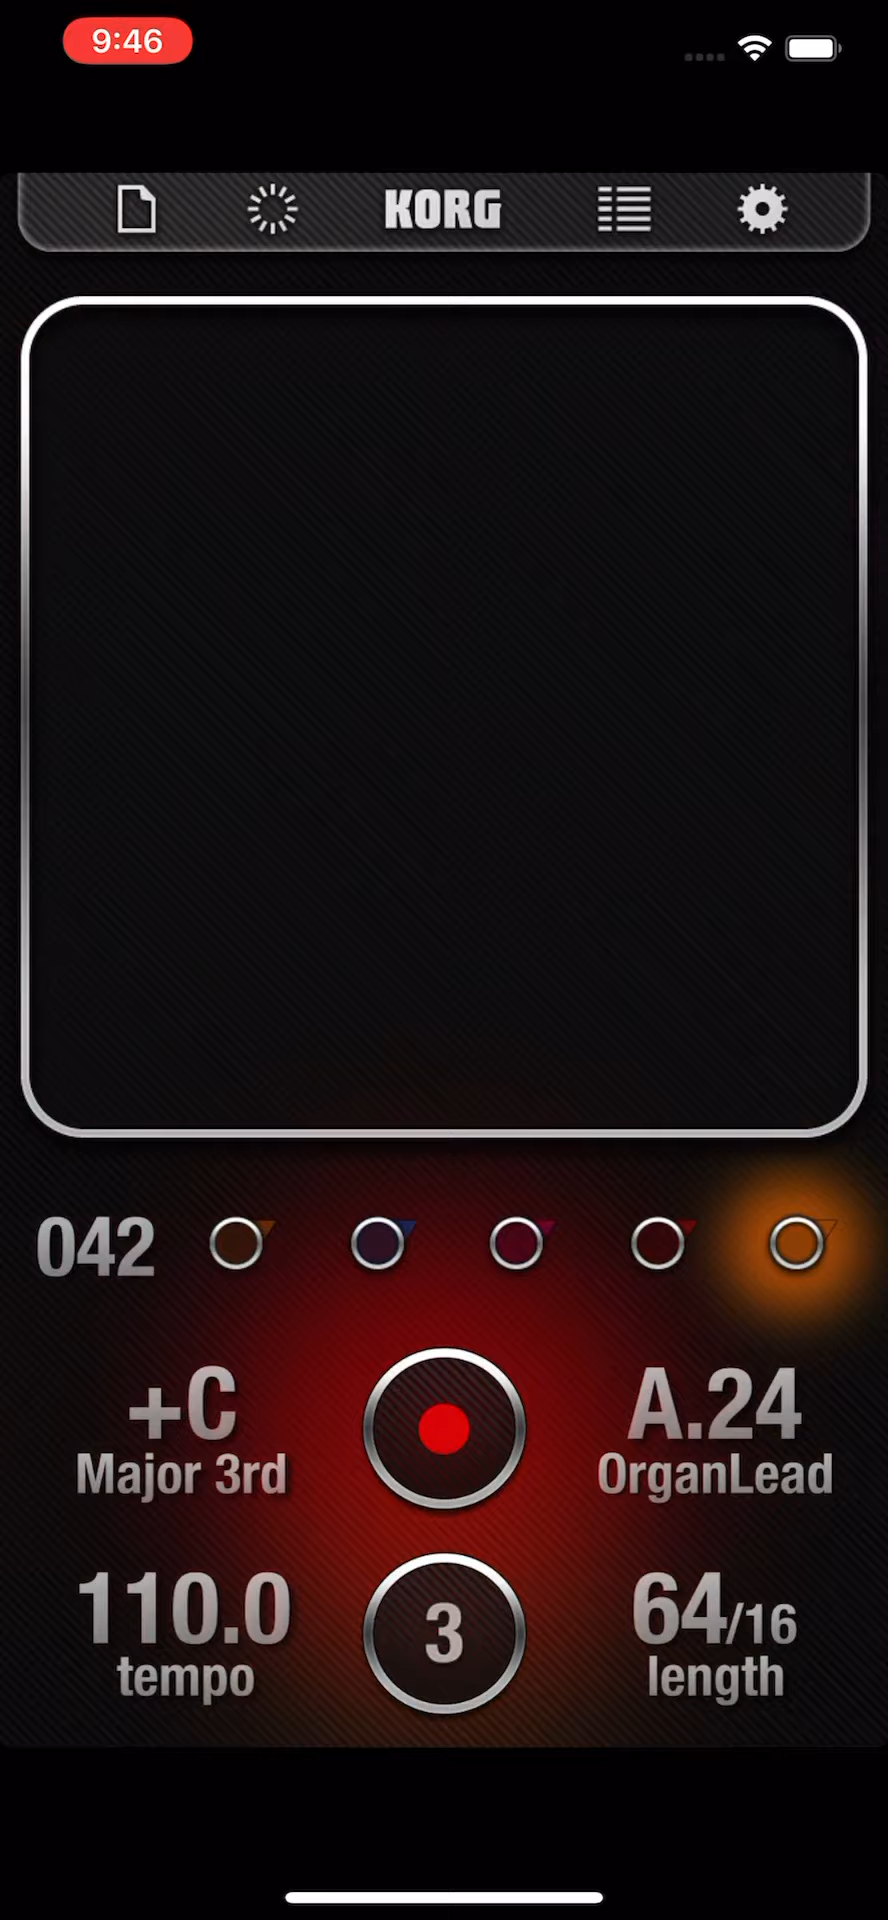 9:46
KORG
042
+C
Major 3rd
A.24
OrganLead
110.0
tempo
3
64/16
length